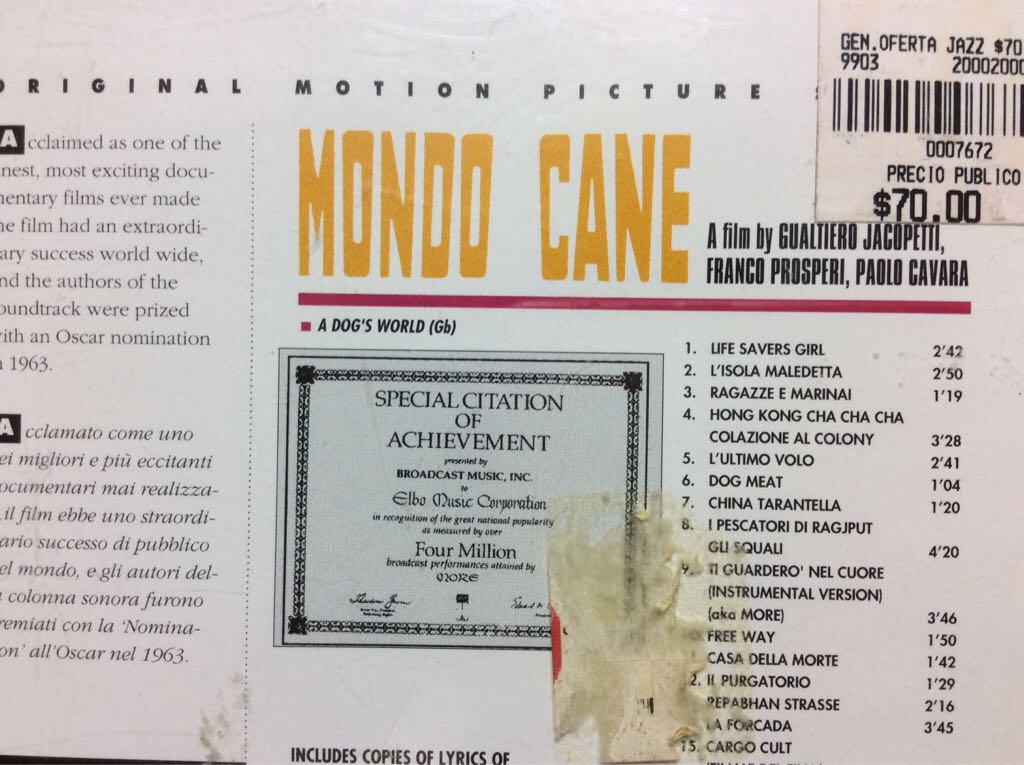 ORIGINAL MOTION PICTURE
GEN.OFERTA JAZZ $70
9903 2000200
0007672
PRECIO PUBLICO
$70.00
Acclaimed as one of the
nest, most exciting docu-
mentary films ever made
he film had an extraordi-
ary success world wide,
nd the authors of the
oundtrack were prized
with an Oscar nomination
n 1963.
Acclamato come uno
ei migliori e più eccitanti
ocumentari mai realizza-
, il film ebbe uno straordi-
ario successo di pubblico
el mondo, e gli autori del-
a colonna sonora furono
remiati con la 'Nomina-
on' all'Oscar nel 1963.
MONDO CANE
A film by GUALTIERO JACOPETTI,
FRANCO PROSPERI, PAOLO CAVARA
A DOG'S WORLD (Gb)
SPECIAL CITATION
OF
ACHIEVEMENT
presented by
BROADCAST MUSIC, INC.
to
Elbo Music Corporation
in recognition of the great national popularity
as measured by over
Four Million
broadcast performances attained by
MORE
1. LIFE SAVERS GIRL 2'42
2. L'ISOLA MALEDETTA 2'50
3. RAGAZZE E MARINAI 1'19
4. HONG KONG CHA CHA CHA
COLAZIONE AL COLONY 3'28
5. L'ULTIMO VOLO 2'41
6. DOG MEAT 1'04
7. CHINA TARANTELLA 1'20
8. I PESCATORI DI RAGJPUT
GLI SQUALI 4'20
9. TI GUARDERO' NEL CUORE
(INSTRUMENTAL VERSION)
(aka MORE) 3'46
FREE WAY 1'50
CASA DELLA MORTE 1'42
2. IL PURGATORIO 1'29
REPABHAN STRASSE 2'16
LA FORCADA 3'45
15. CARGO CULT
INCLUDES COPIES OF LYRICS OF